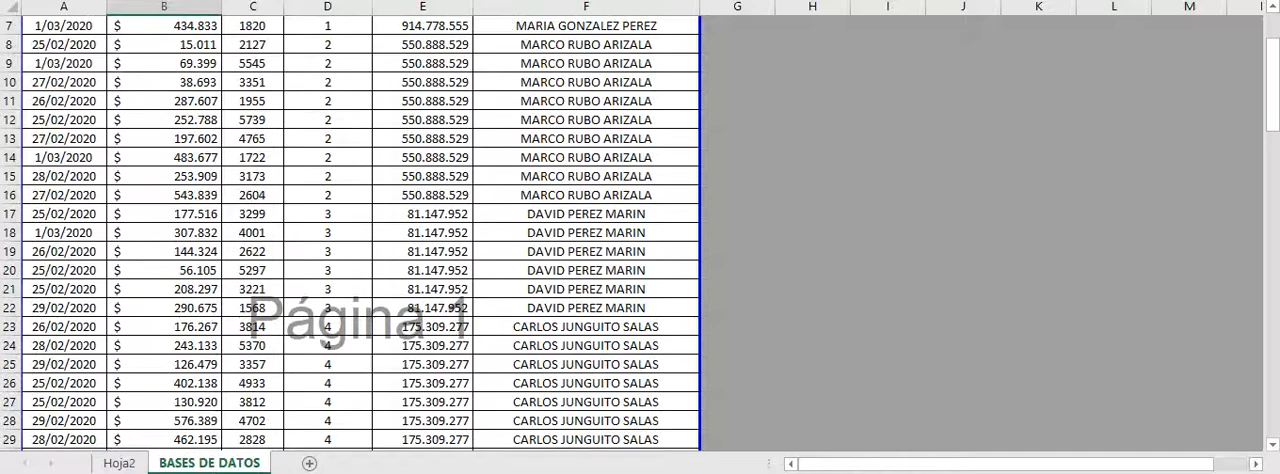 A B C D E F G H I J K L M
7 1/03/2020 $ 434.833 1820 1 914.778.555 MARIA GONZALEZ PEREZ
8 25/02/2020 $ 15.011 2127 2 550.888.529 MARCO RUBO ARIZALA
9 1/03/2020 $ 69.399 5545 2 550.888.529 MARCO RUBO ARIZALA
10 27/02/2020 $ 38.693 3351 2 550.888.529 MARCO RUBO ARIZALA
11 26/02/2020 $ 287.607 1955 2 550.888.529 MARCO RUBO ARIZALA
12 26/02/2020 $ 252.788 5739 2 550.888.529 MARCO RUBO ARIZALA
13 27/02/2020 $ 197.602 4765 2 550.888.529 MARCO RUBO ARIZALA
14 1/03/2020 $ 483.677 1722 2 550.888.529 MARCO RUBO ARIZALA
15 28/02/2020 $ 253.909 3173 2 550.888.529 MARCO RUBO ARIZALA
16 27/02/2020 $ 543.839 2604 2 550.888.529 MARCO RUBO ARIZALA
17 25/02/2020 $ 177.516 3299 3 81.147.952 DAVID PEREZ MARIN
18 1/03/2020 $ 307.832 4001 3 81.147.952 DAVID PEREZ MARIN
19 26/02/2020 $ 144.324 2622 3 81.147.952 DAVID PEREZ MARIN
20 25/02/2020 $ 56.105 5297 3 81.147.952 DAVID PEREZ MARIN
21 25/02/2020 $ 208.297 3221 3 81.147.952 DAVID PEREZ MARIN
22 29/02/2020 $ 290.675 1568 3 81.147.952 DAVID PEREZ MARIN
Página 1
23 26/02/2020 $ 176.267 3814 4 175.309.277 CARLOS JUNGUITO SALAS
24 28/02/2020 $ 243.133 5370 4 175.309.277 CARLOS JUNGUITO SALAS
25 29/02/2020 $ 126.479 3357 4 175.309.277 CARLOS JUNGUITO SALAS
26 25/02/2020 $ 402.138 4933 4 175.309.277 CARLOS JUNGUITO SALAS
27 25/02/2020 $ 130.920 3812 4 175.309.277 CARLOS JUNGUITO SALAS
28 29/02/2020 $ 576.389 4702 4 175.309.277 CARLOS JUNGUITO SALAS
29 28/02/2020 $ 462.195 2828 4 175.309.277 CARLOS JUNGUITO SALAS
Hoja2 BASES DE DATOS